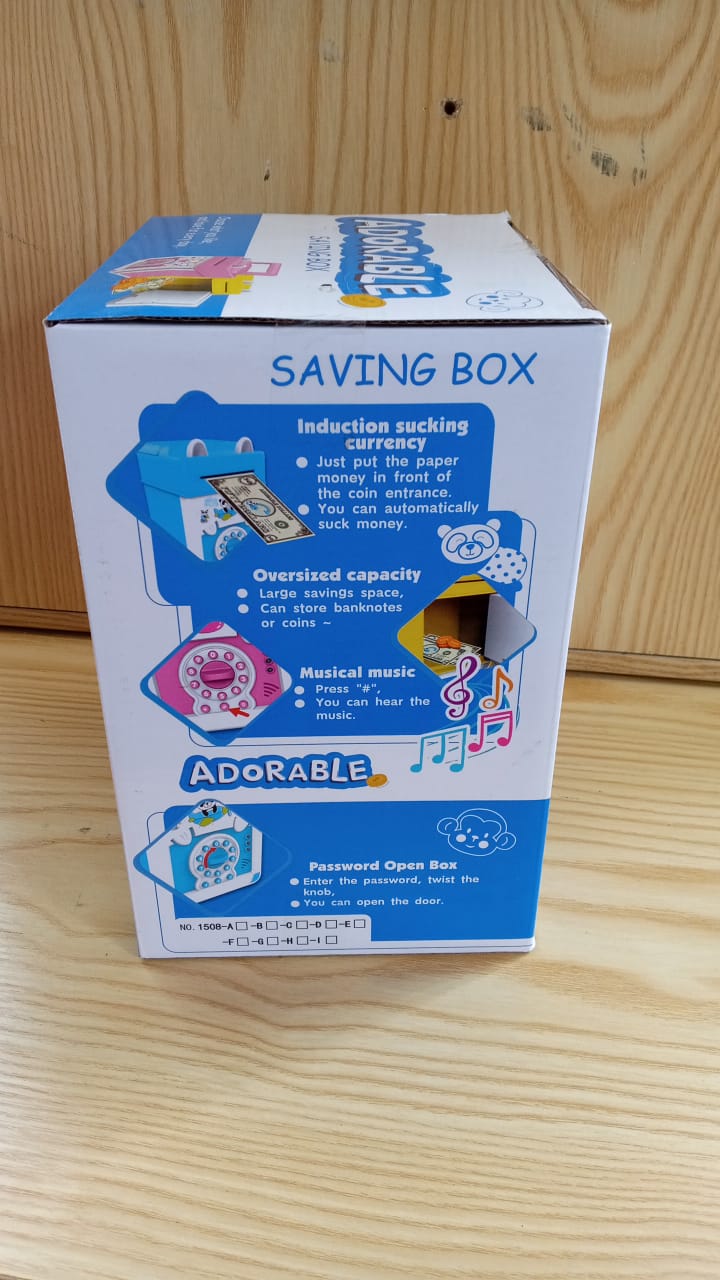 ADORABLE
SAVING BOX
SAVING BOX
Induction sucking
currency
Just put the paper
money in front of
the coin entrance.
You can automatically
suck money.
Oversized capacity
Large savings space,
Can store banknotes
or coins ~
Musical music
Press "#",
You can hear the
music.
ADORABLE
Password Open Box
Enter the password, twist the
knob,
You can open the door.
NO. 1508-A□-B□-C□-D□-E□
-F□-G□-H□-I□